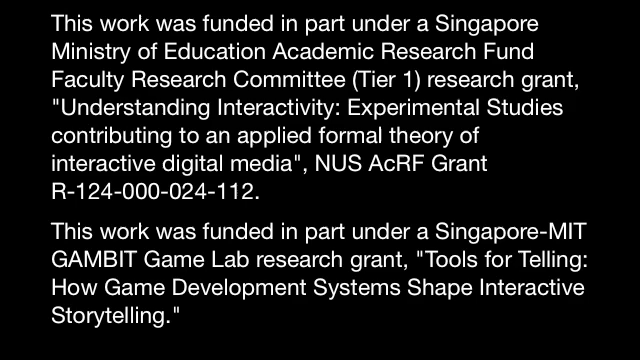 This work was funded in part under a Singapore
Ministry of Education Academic Research Fund
Faculty Research Committee (Tier 1) research grant,
"Understanding Interactivity: Experimental Studies
contributing to an applied formal theory of
interactive digital media", NUS AcRF Grant
R-124-000-024-112.
This work was funded in part under a Singapore-MIT
GAMBIT Game Lab research grant, "Tools for Telling:
How Game Development Systems Shape Interactive
Storytelling."